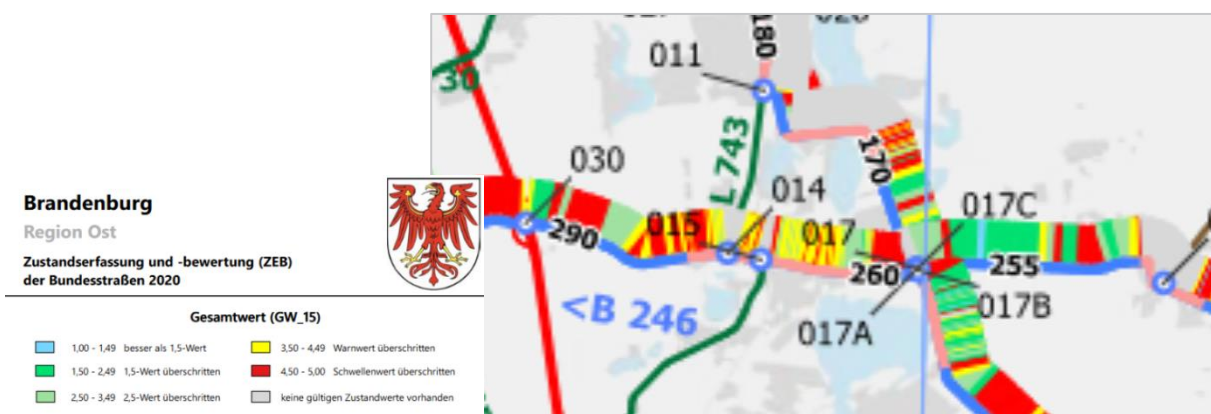 Brandenburg
Region Ost
Zustandserfassung und -bewertung (ZEB)
der Bundesstraßen 2020
Gesamtwert (GW_15)
1,00 - 1,49 besser als 1,5-Wert
3,50 - 4,49 Warnwert überschritten
1,50 - 2,49 1,5-Wert überschritten
4,50 - 5,00 Schwellenwert überschritten
2,50 - 3,49 2,5-Wert überschritten
keine gültigen Zustandswerte vorhanden
180
011
30
L 743
170
030
014
017C
015
017
290
260
255
<B 246
017A
017B